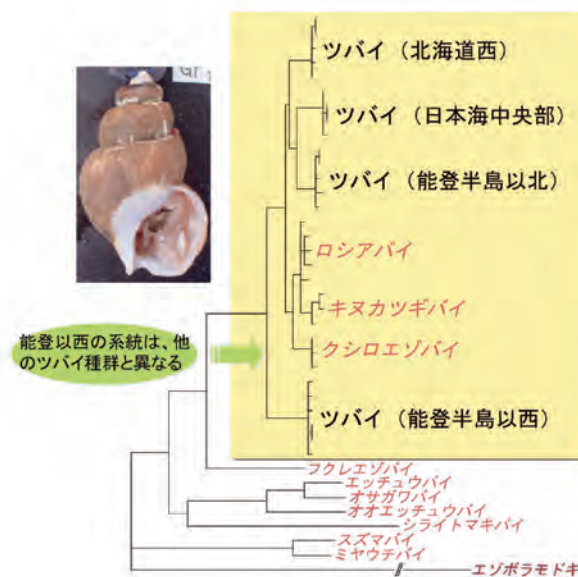 ツバイ（北海道西）
ツバイ（日本海中央部）
ツバイ（能登半島以北）
ロシアバイ
キヌカツギバイ
能登以西の系統は、他
のツバイ種群と異なる
クシロエゾバイ
ツバイ（能登半島以西）
フクレエゾバイ
エッチュウバイ
オサガワバイ
オオエッチュウバイ
シライトマキバイ
スズマバイ
ミヤウチバイ
エゾボラモドキ